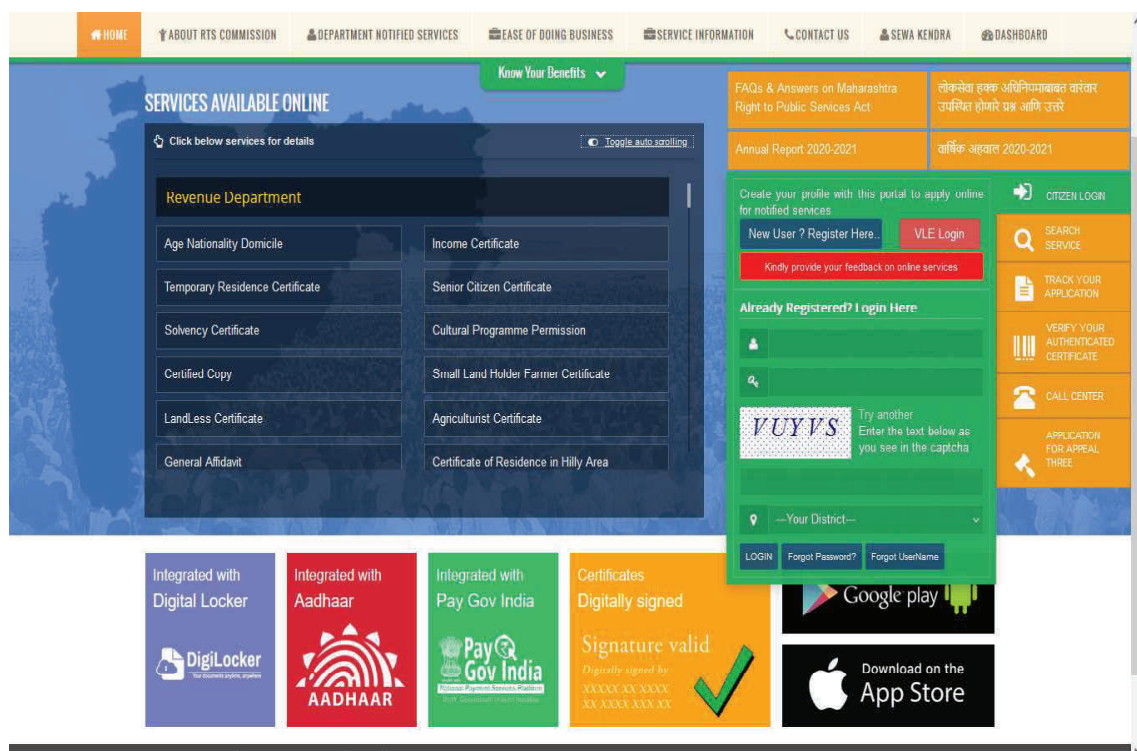 HOME
ABOUT RTS COMMISSION
DEPARTMENT NOTIFIED SERVICES
EASE OF DOING BUSINESS
SERVICE INFORMATION
CONTACT US
SEWA KENDRA
DASHBOARD
Know Your Benefits
SERVICES AVAILABLE ONLINE
Click below services for details
Toggle auto scrolling
Revenue Department
Age Nationality Domicile
Income Certificate
Temporary Residence Certificate
Senior Citizen Certificate
Solvency Certificate
Cultural Programme Permission
Certified Copy
Small Land Holder Farmer Certificate
LandLess Certificate
Agriculturist Certificate
General Affidavit
Certificate of Residence in Hilly Area
FAQs & Answers on Maharashtra
Right to Public Services Act
लोकसेवा हक्क अधिनियमाबाबत वारंवार
उपस्थित होणारे प्रश्न आणि उत्तरे
Annual Report 2020-2021
वार्षिक अहवाल 2020-2021
Create your profile with this portal to apply online
for notified services
New User ? Register Here..
VLE Login
Kindly provide your feedback on online services
Already Registered? Login Here
VUYVS
Try another
Enter the text below as
you see in the captcha
---Your District---
LOGIN
Forgot Password?
Forgot UserName
CITIZEN LOGIN
SEARCH
SERVICE
TRACK YOUR
APPLICATION
VERIFY YOUR
AUTHENTICATED
CERTIFICATE
CALL CENTER
APPLICATION
FOR APPEAL
THREE
Integrated with
Digital Locker
DigiLocker
Your documents anytime, anywhere
Integrated with
Aadhaar
AADHAAR
Integrated with
Pay Gov India
Pay
Gov India
National Payment Services Platform
Certificates
Digitally signed
Signature valid
Digitally signed by
XXXXX XX XXXX
XX XXXX XXX XX
Google play
Download on the
App Store